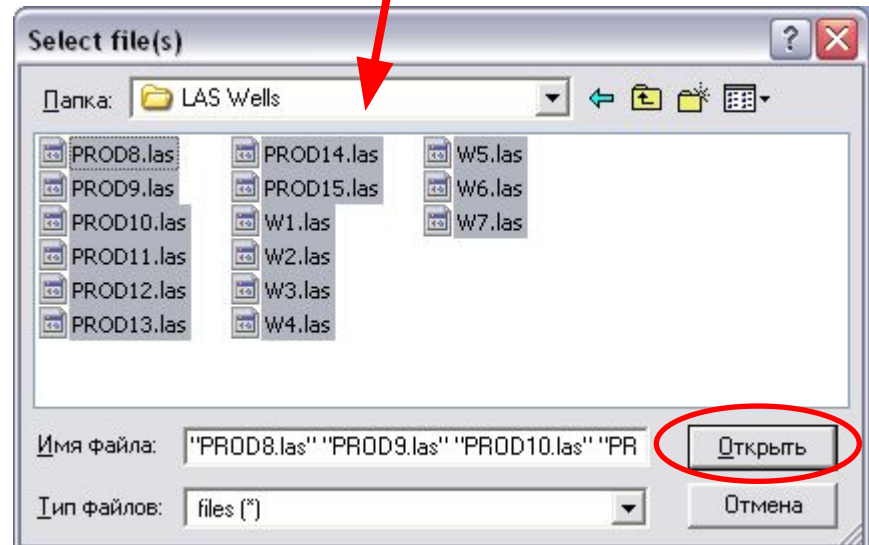 Select file(s)
Папка: LAS Wells
PROD8.las PROD14.las W5.las
PROD9.las PROD15.las W6.las
PROD10.las W1.las W7.las
PROD11.las W2.las
PROD12.las W3.las
PROD13.las W4.las
Имя файла: "PROD8.las" "PROD9.las" "PROD10.las" "PR Открыть
Тип файлов: files (*) Отмена